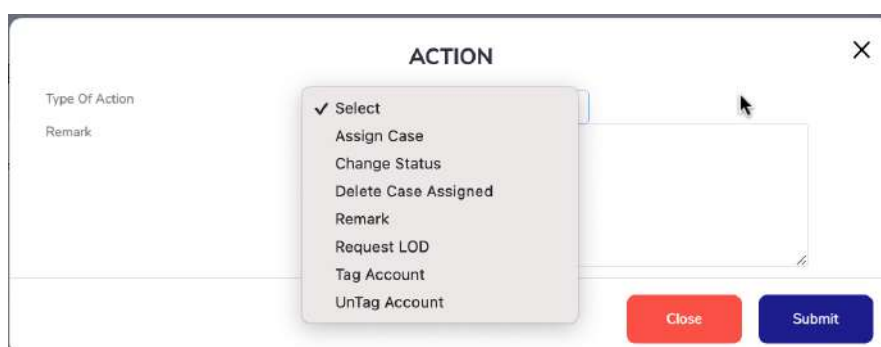 ACTION
Type Of Action
Select
Remark
Assign Case
Change Status
Delete Case Assigned
Remark
Request LOD
Tag Account
UnTag Account
Close Submit